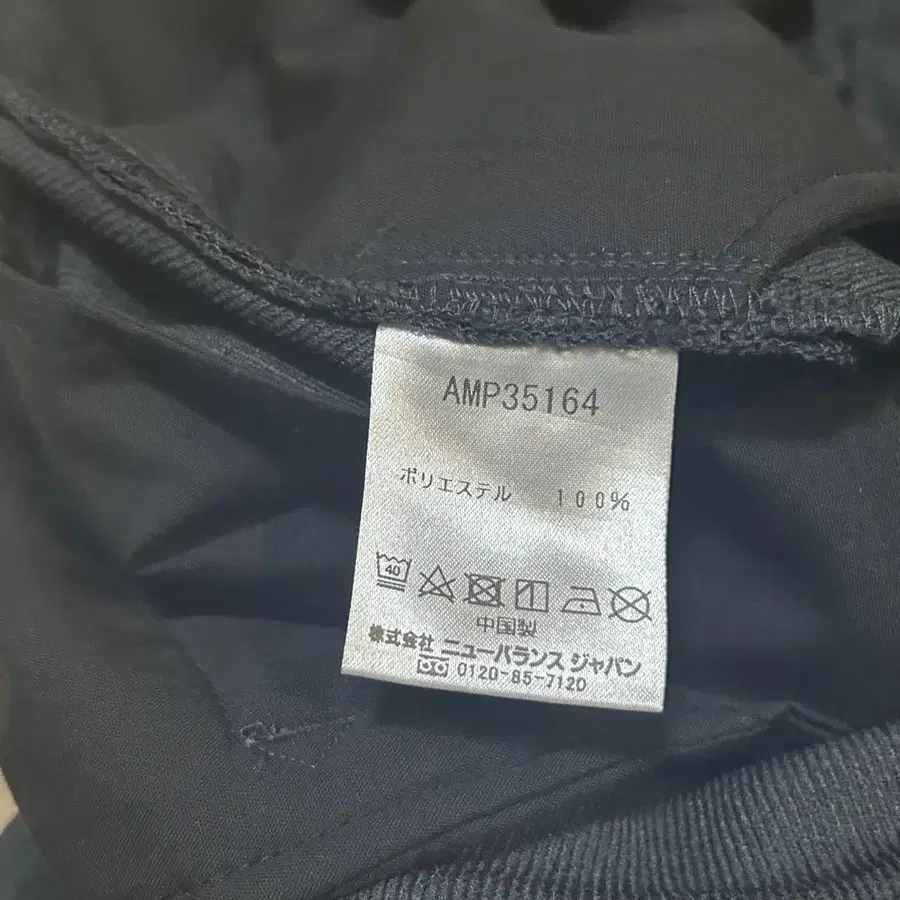 AMP35164
ポリエステル 100%
40
中国製
株式会社 ニューバランス ジャパン
0120-85-7120